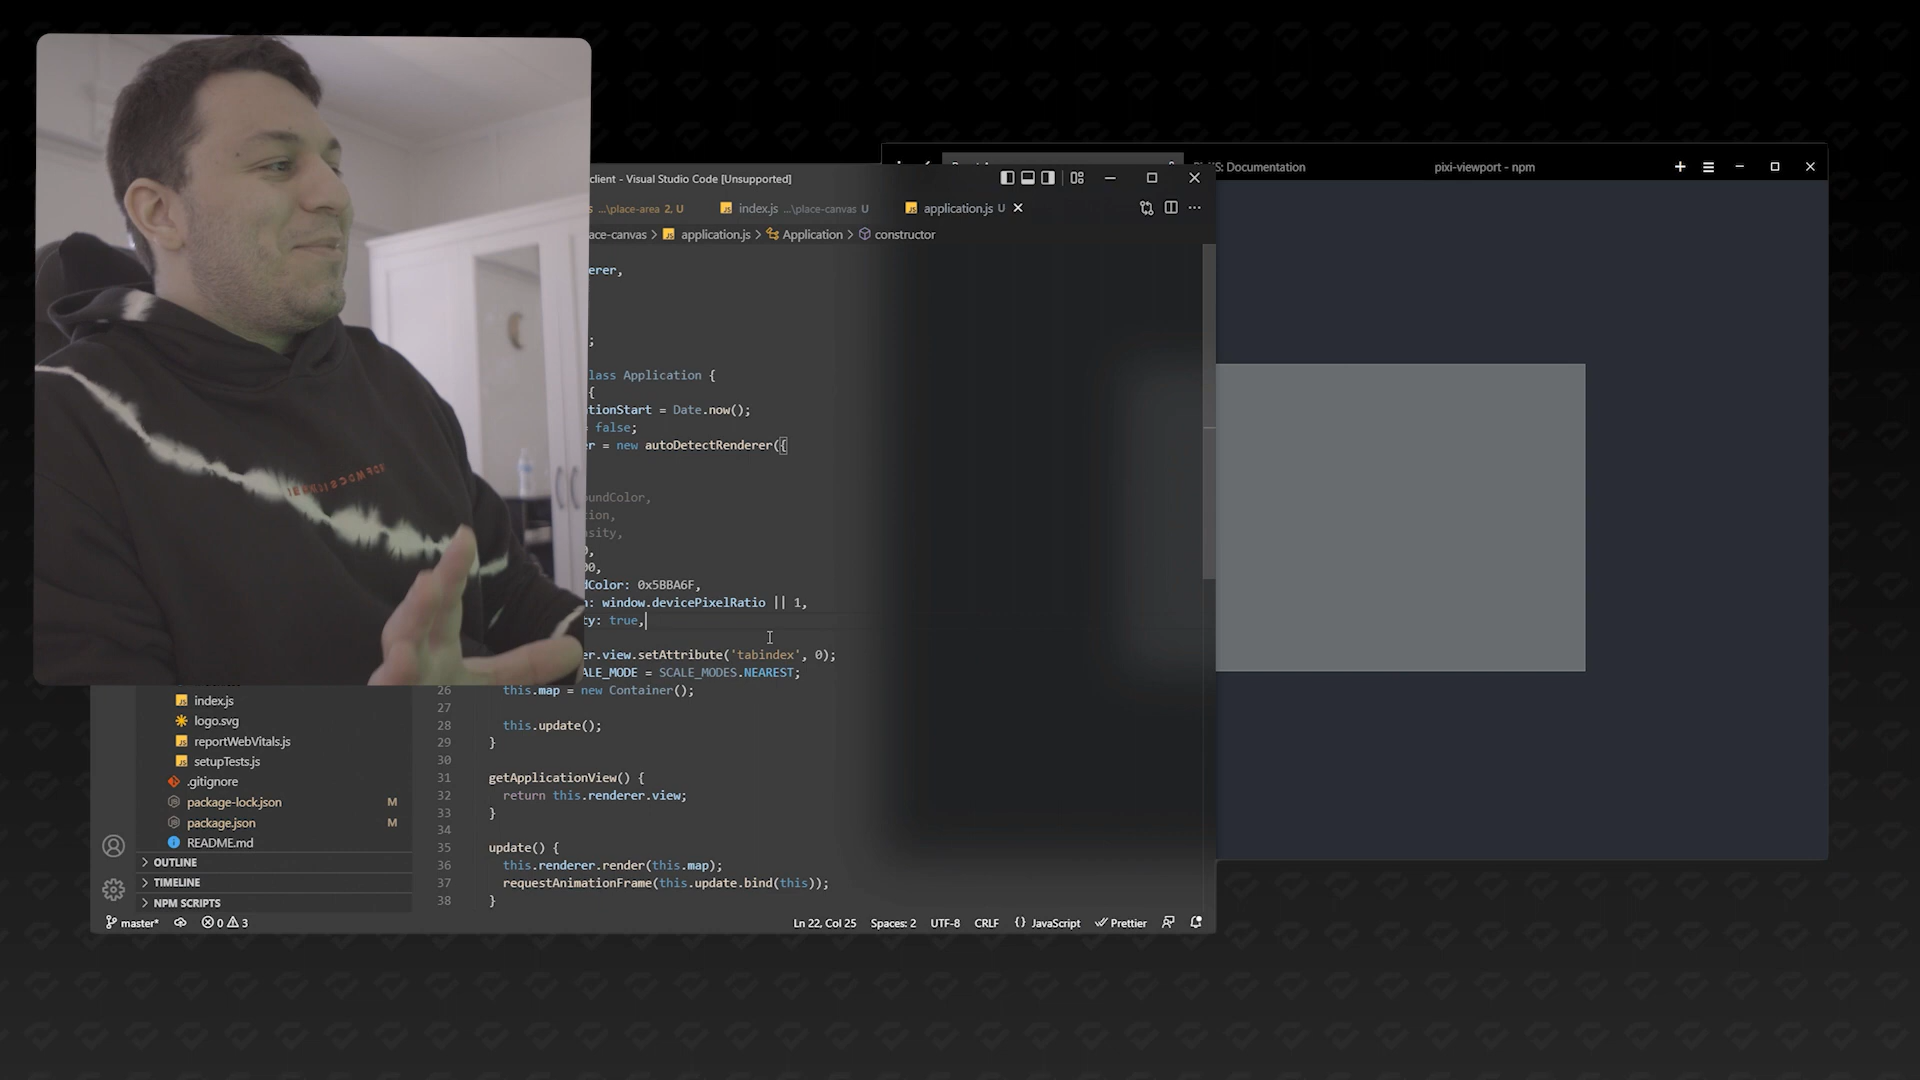 JS: Documentation
pixi-viewport - npm
client - Visual Studio Code [Unsupported]
...\place-area 2, U
index.js ...\place-canvas U
application.js U
ace-canvas > application.js > Application > constructor
erer,
;
lass Application {
{
tionStart = Date.now();
= false;
r = new autoDetectRenderer({
undColor,
tion,
sity,
0,
00,
dColor: 0x5BBA6F,
n: window.devicePixelRatio || 1,
ty: true,
er.view.setAttribute('tabindex', 0);
ALE_MODE = SCALE_MODES.NEAREST;
26 this.map = new Container();
27
28 this.update();
29 }
30
31 getApplicationView() {
32 return this.renderer.view;
33 }
34
35 update() {
36 this.renderer.render(this.map);
37 requestAnimationFrame(this.update.bind(this));
38 }
index.js
logo.svg
reportWebVitals.js
setupTests.js
.gitignore
package-lock.json M
package.json M
README.md
OUTLINE
TIMELINE
NPM SCRIPTS
master* 0 3
Ln 22, Col 25 Spaces: 2 UTF-8 CRLF {} JavaScript Prettier